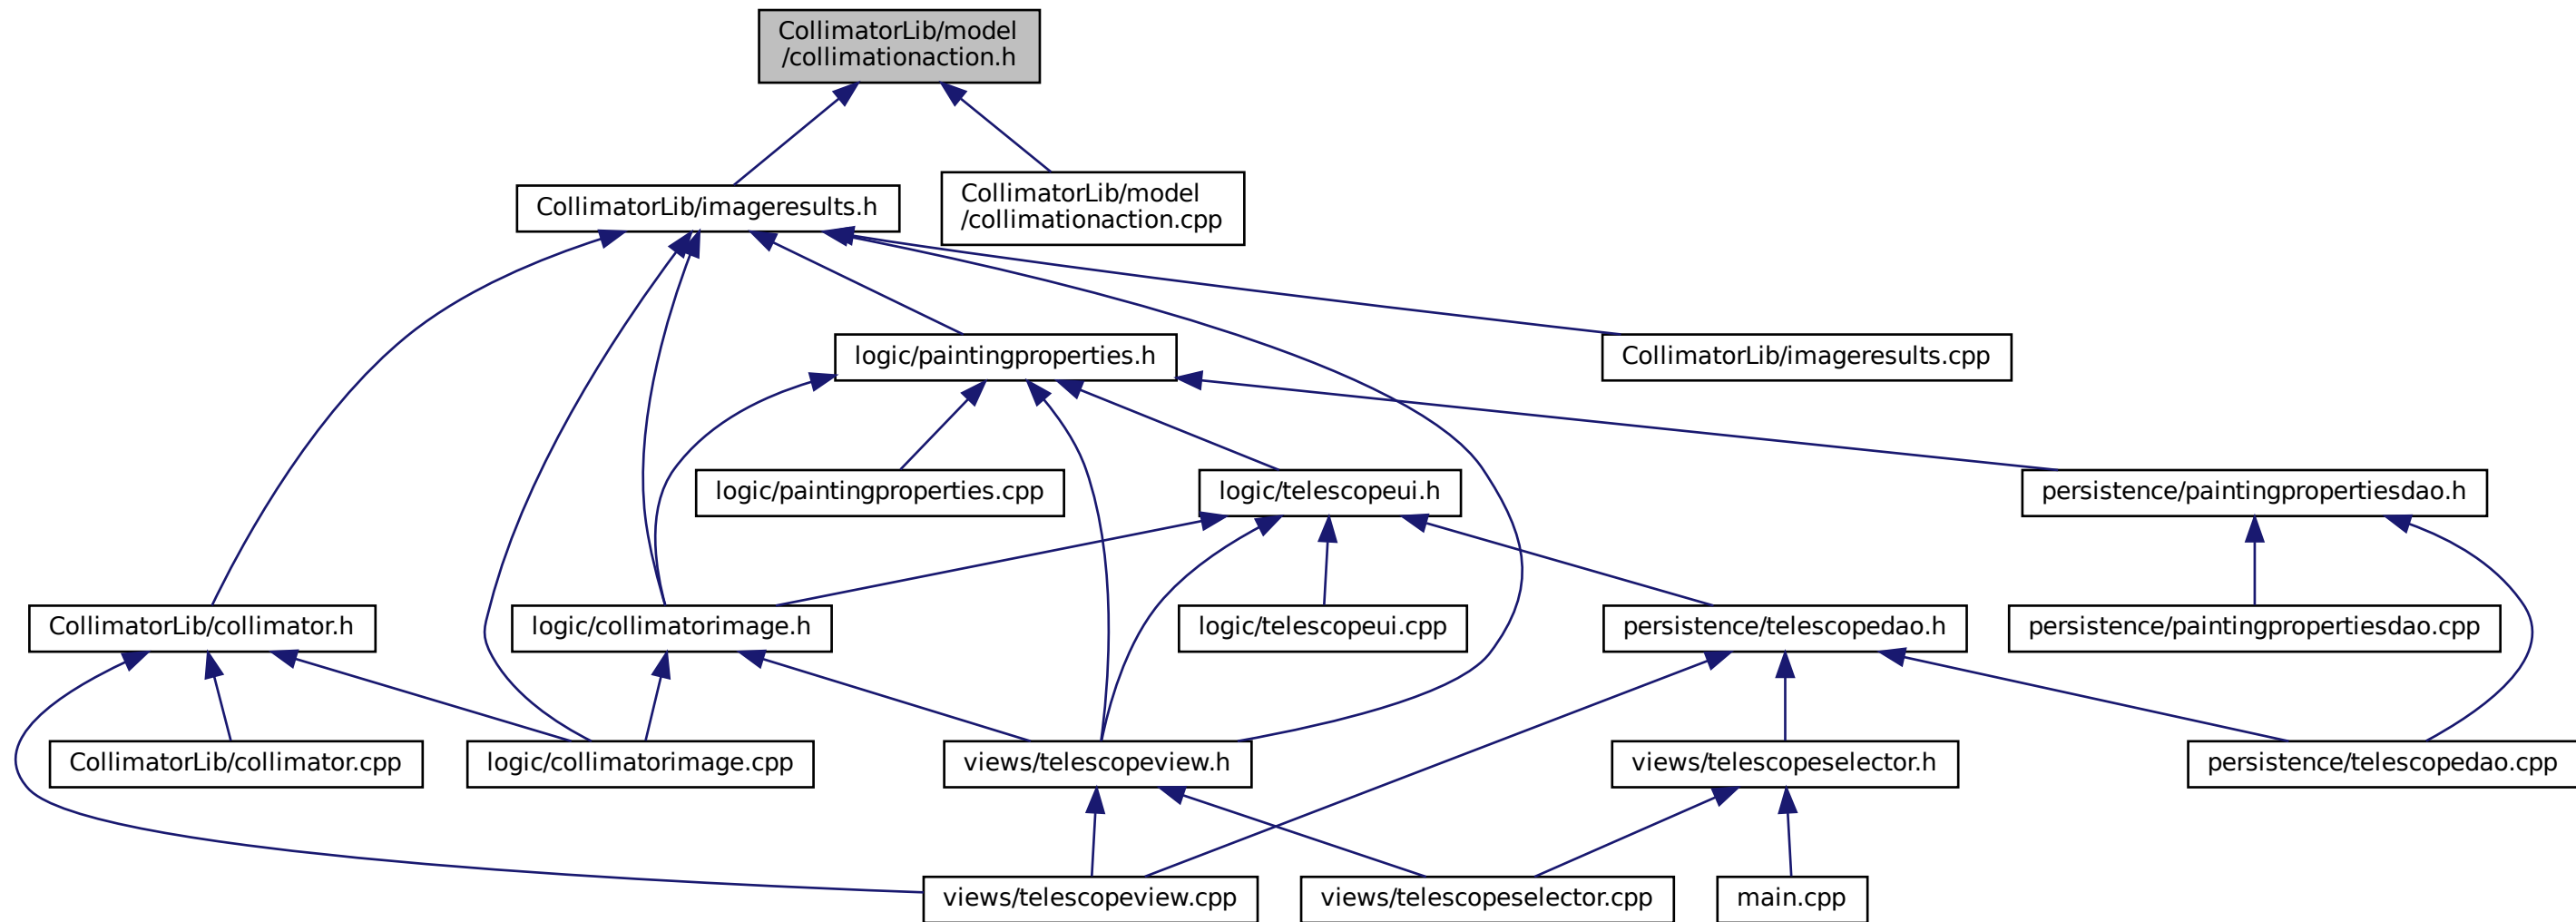 CollimatorLib/model
/collimationaction.h
CollimatorLib/imageresults.h
CollimatorLib/model
/collimationaction.cpp
logic/paintingproperties.h
CollimatorLib/imageresults.cpp
logic/paintingproperties.cpp
logic/telescopeui.h
persistence/paintingpropertiesdao.h
CollimatorLib/collimator.h
logic/collimatorimage.h
logic/telescopeui.cpp
persistence/telescopedao.h
persistence/paintingpropertiesdao.cpp
CollimatorLib/collimator.cpp
logic/collimatorimage.cpp
views/telescopeview.h
views/telescopeselector.h
persistence/telescopedao.cpp
views/telescopeview.cpp
views/telescopeselector.cpp
main.cpp